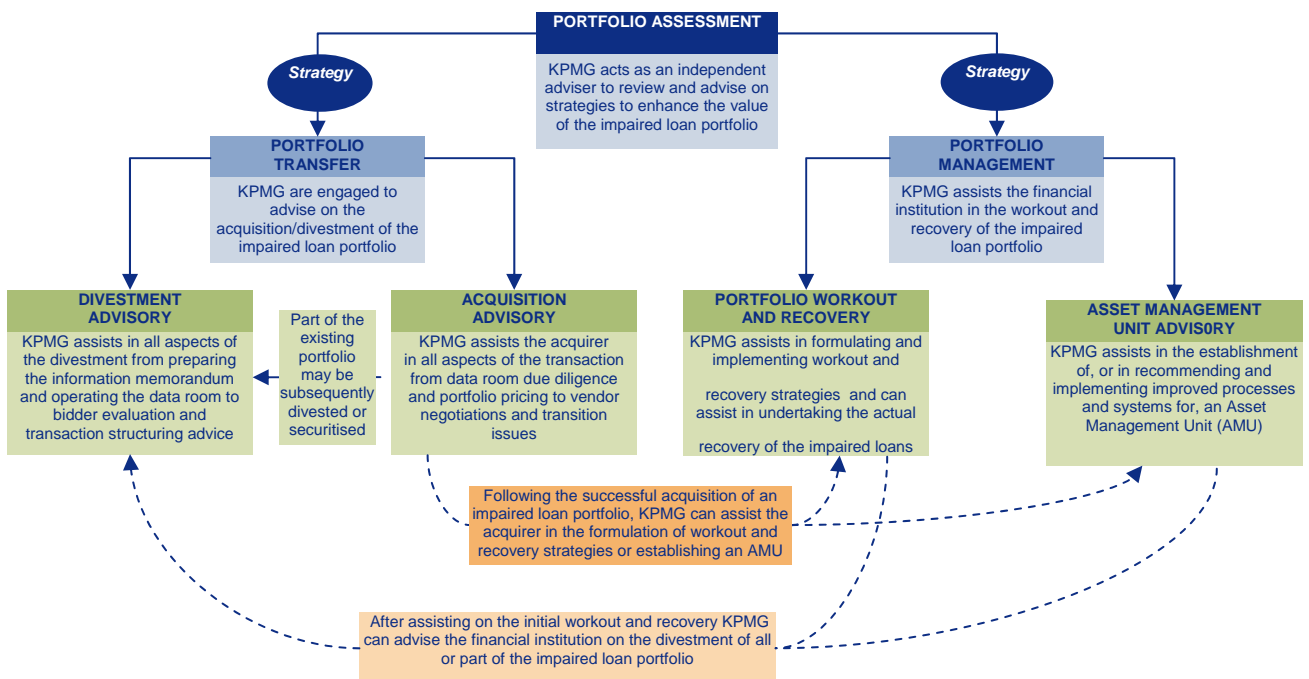 PORTFOLIO ASSESSMENT
KPMG acts as an independent
adviser to review and advise on
strategies to enhance the value
of the impaired loan portfolio
Strategy
Strategy
PORTFOLIO
TRANSFER
KPMG are engaged to
advise on the
acquisition/divestment of the
impaired loan portfolio
PORTFOLIO
MANAGEMENT
KPMG assists the financial
institution in the workout and
recovery of the impaired
loan portfolio
DIVESTMENT
ADVISORY
KPMG assists in all aspects of
the divestment from preparing
the information memorandum
and operating the data room to
bidder evaluation and
transaction structuring advice
Part of the
existing
portfolio
may be
subsequently
divested or
securitised
ACQUISITION
ADVISORY
KPMG assists the acquirer
in all aspects of the transaction
from data room due diligence
and portfolio pricing to vendor
negotiations and transition
issues
PORTFOLIO WORKOUT
AND RECOVERY
KPMG assists in formulating and
implementing workout and
recovery strategies and can
assist in undertaking the actual
recovery of the impaired loans
ASSET MANAGEMENT
UNIT ADVIS0RY
KPMG assists in the establishment
of, or in recommending and
implementing improved processes
and systems for, an Asset
Management Unit (AMU)
Following the successful acquisition of an
impaired loan portfolio, KPMG can assist the
acquirer in the formulation of workout and
recovery strategies or establishing an AMU
After assisting on the initial workout and recovery KPMG
can advise the financial institution on the divestment of all
or part of the impaired loan portfolio